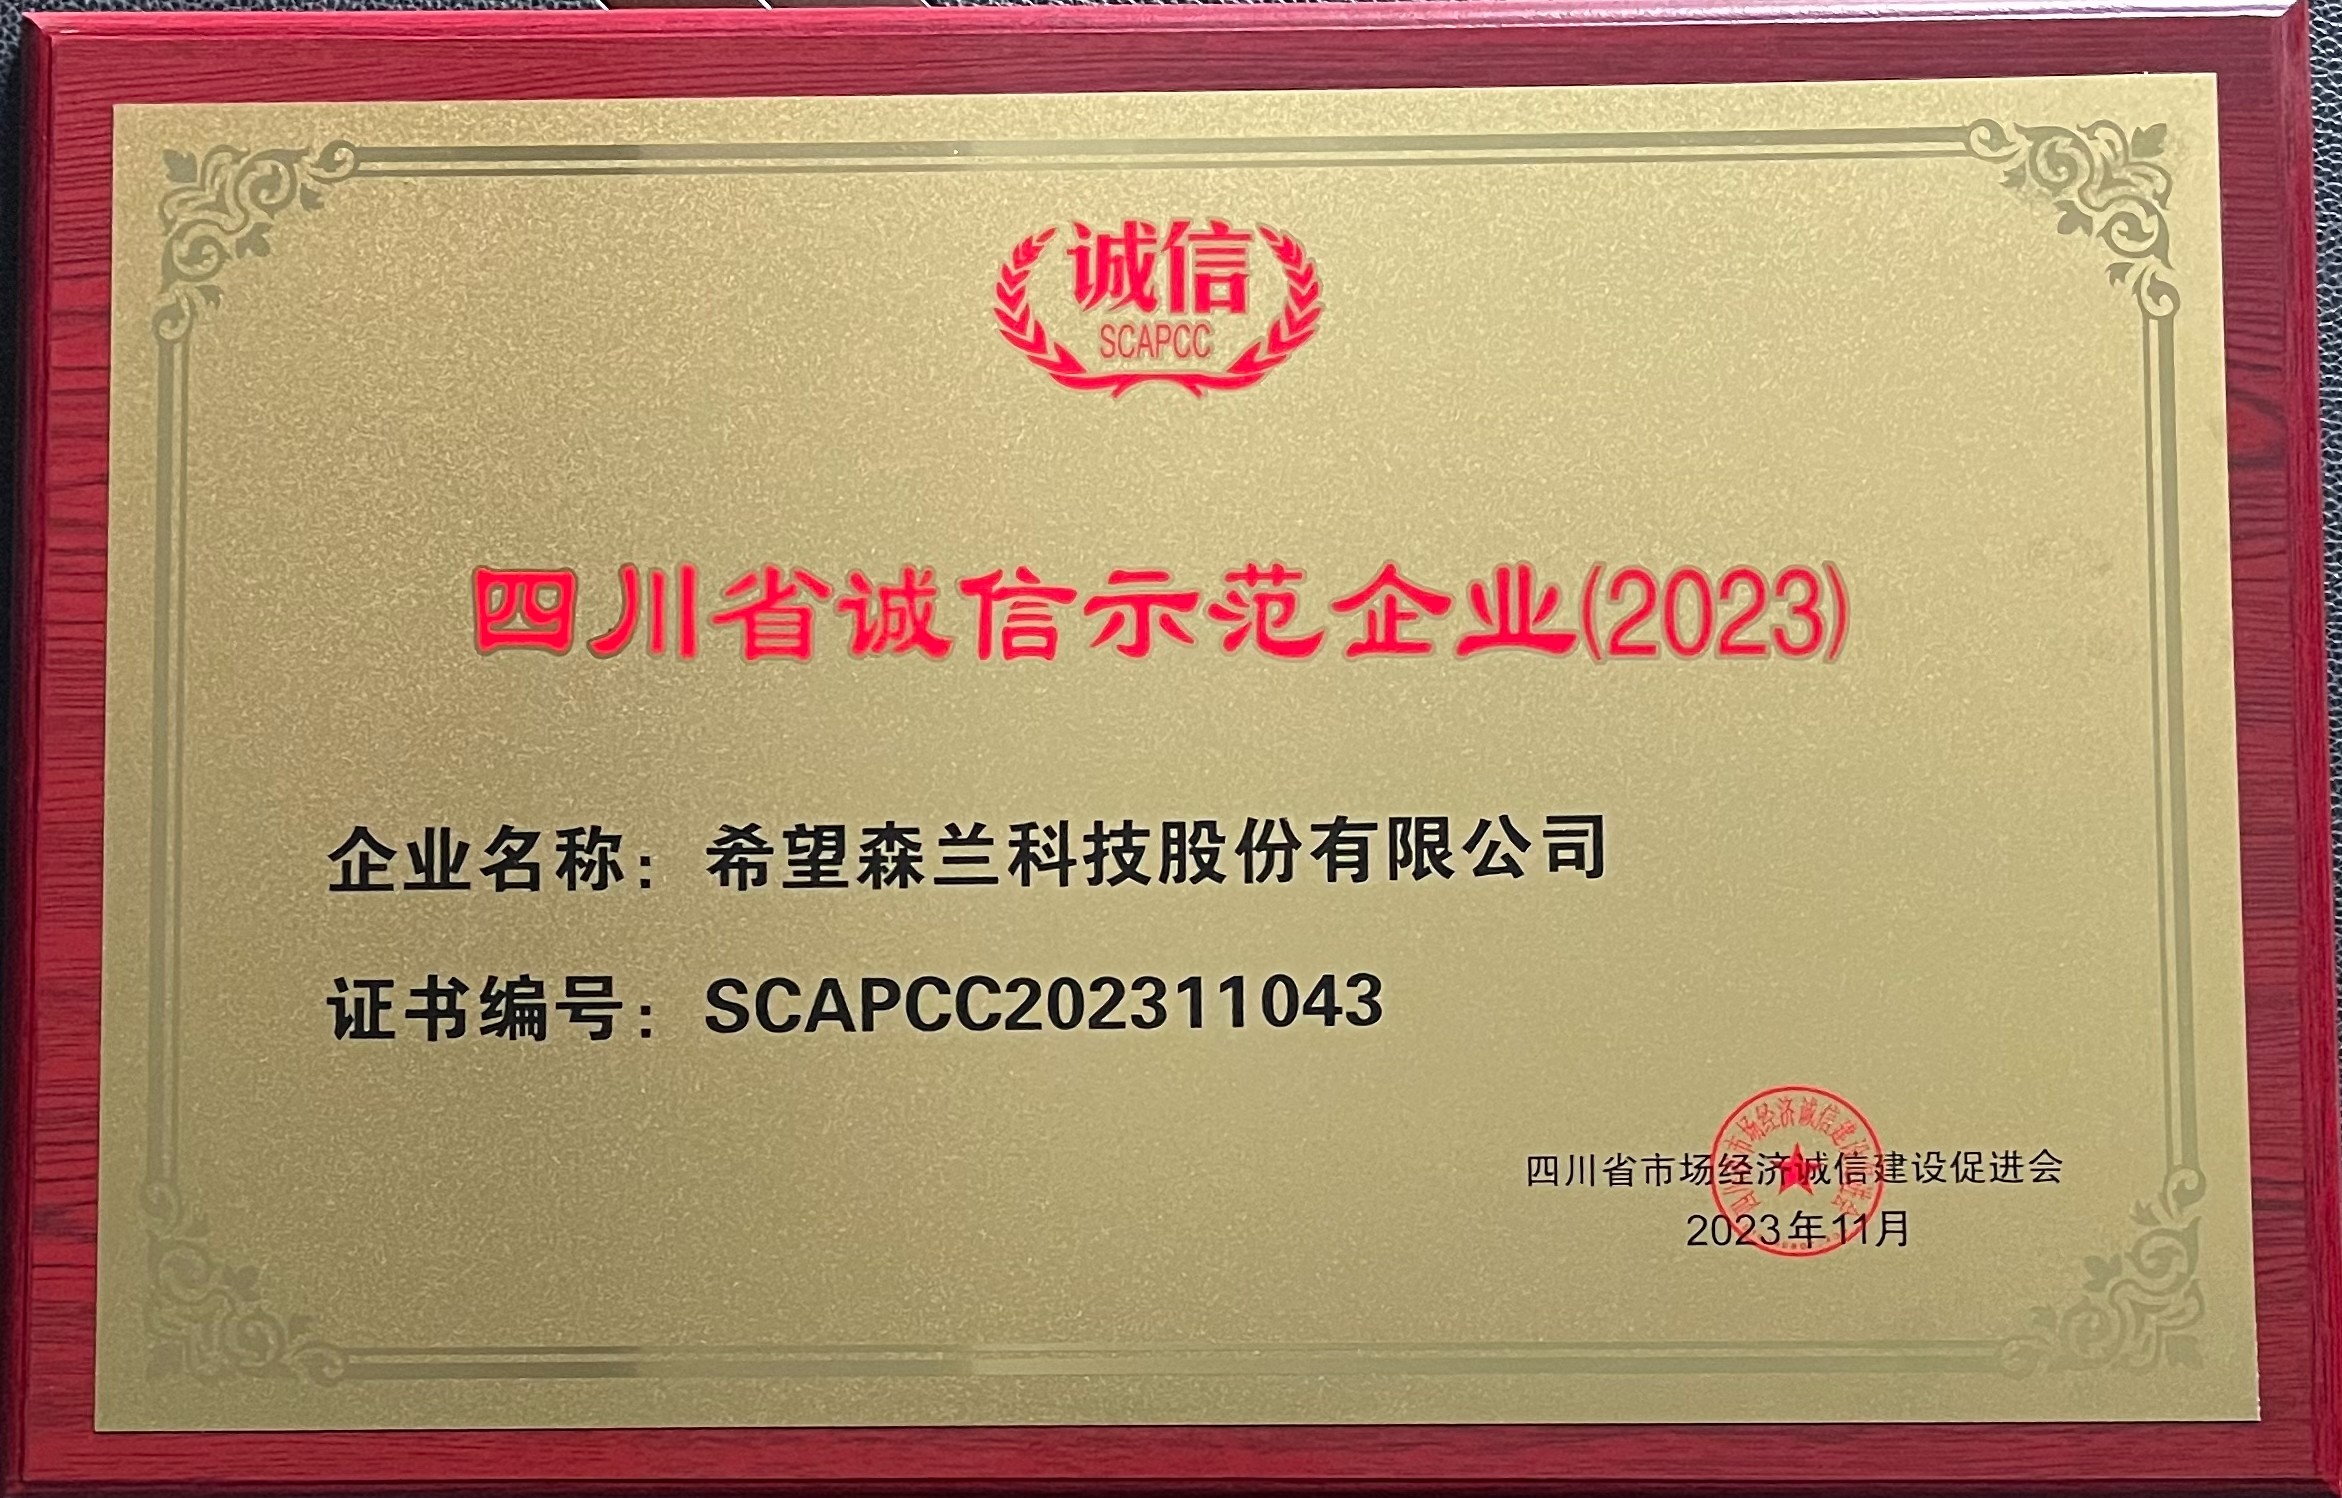 诚信
SCAPCC
四川省诚信示范企业(2023)
企业名称：希望森兰科技股份有限公司
证书编号：SCAPCC202311043
四川省市场经济诚信建设促进会
2023年11月